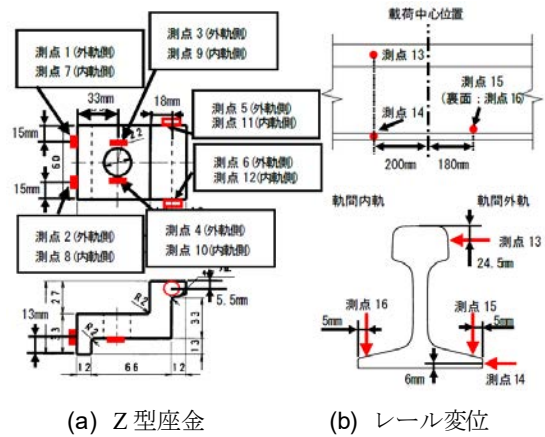 測点 1(外軌側)
測点 7(内軌側)
測点 3(外軌側)
測点 9(内軌側)
33mm
18mm
測点 5(外軌側)
測点 11(内軌側)
15mm
60
15mm
測点 6(外軌側)
測点 12(内軌側)
測点 2(外軌側)
測点 8(内軌側)
測点 4(外軌側)
測点 10(内軌側)
5.5mm
27
R2
13mm
33
R2
33
13
12
66
12
(a) Z 型座金
載荷中心位置
測点 13
測点 15
(裏面:測点16)
測点 14
200mm
180mm
軌間内軌
軌間外軌
測点 13
24.5mm
測点 16
測点 15
5mm
5mm
6mm
測点 14
(b) レール変位